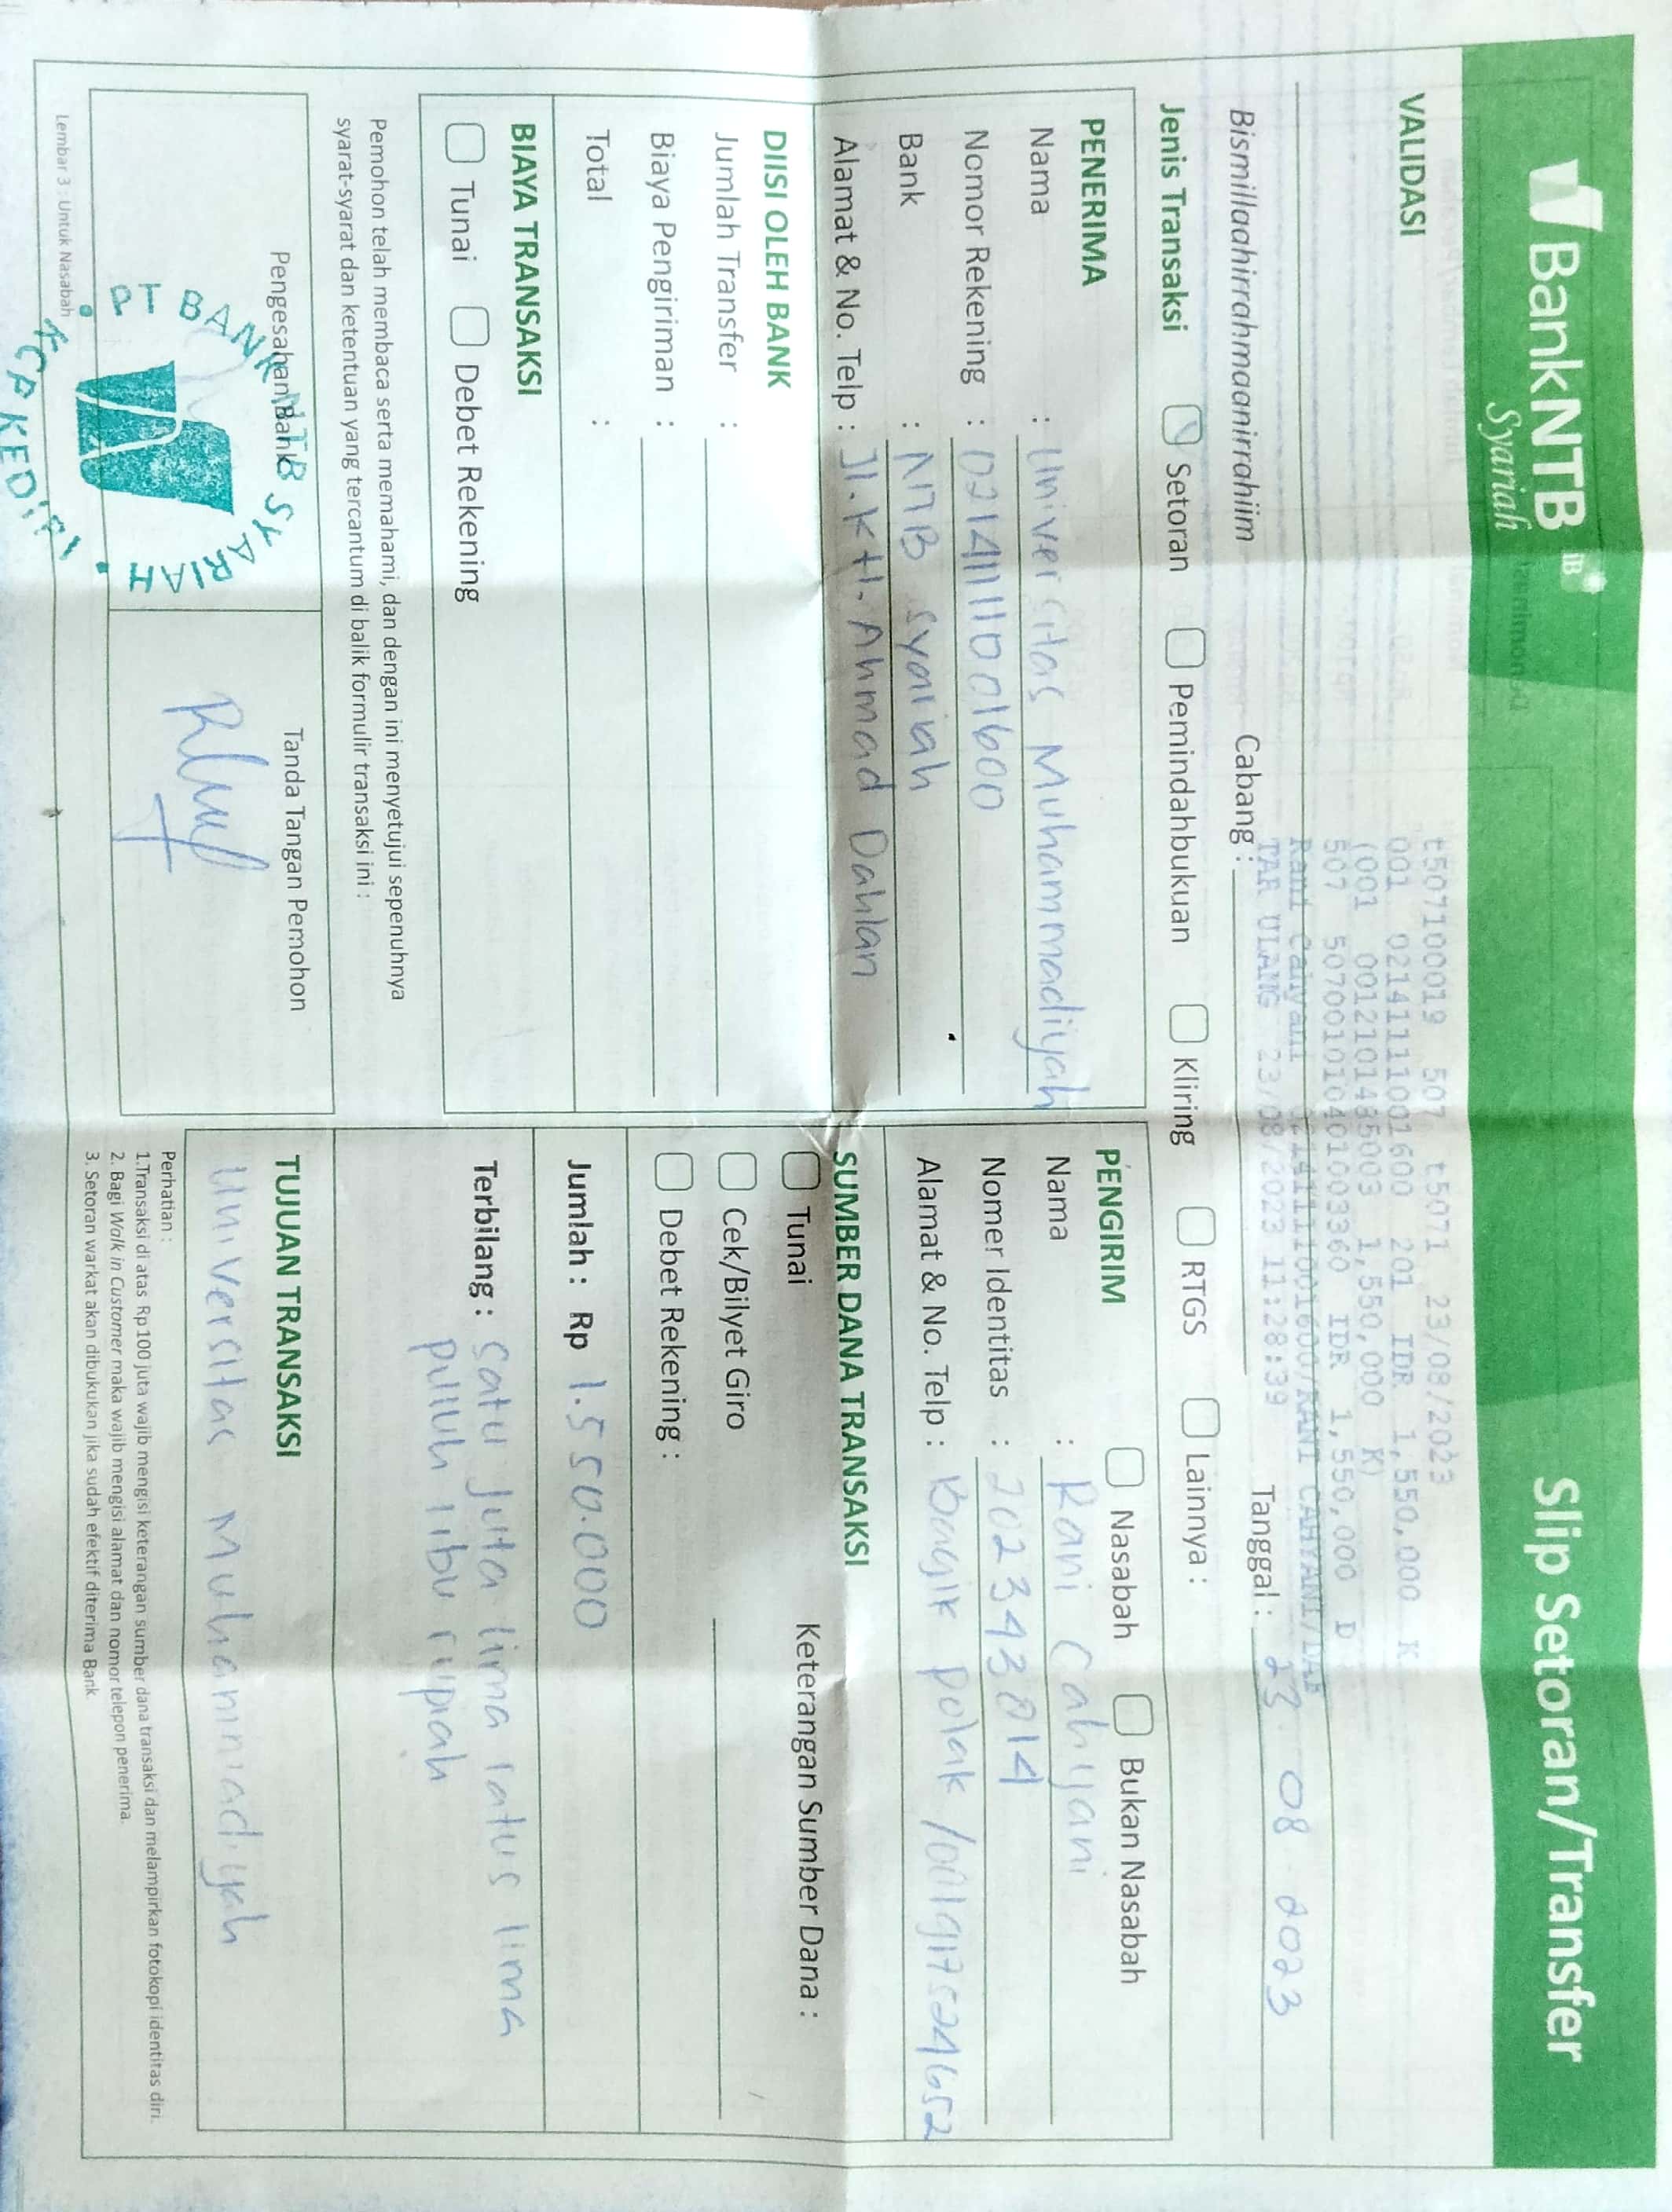 BankNTB
Syariah
Slip Setoran/Transfer
VALIDASI
t507100019 507 t5071 23/08/2023
001 02141111001600 201 IDR 1,550,000 K
(001 0012101435003 1,550,000 K)
507 507001010401003360 IDR 1,550,000 D
Rani Cahyani 02141111001600/RANI CAHYANI/DAF
TAR ULANG 23/08/2023 11:28:39
Bismillaahirrahmaanirrahiim
Cabang :
Tanggal : 23 08 2023
Jenis Transaksi
Setoran
Pemindahbukuan
Kliring
RTGS
Lainnya :
PENERIMA
Nama : Univercitas Muhammadiyah
Nomor Rekening : 02141111001600
Bank : NTB Syariah
Alamat & No. Telp : Jl. KH. Ahmad Dahlan
PENGIRIM
Nasabah
Bukan Nasabah
Nama : Rani Cahyani
Nomer Identitas : 2023438014
Alamat & No. Telp : Bagik Polak
DIISI OLEH BANK
Jumlah Transfer :
Biaya Pengiriman :
Total :
SUMBER DANA TRANSAKSI
Tunai
Keterangan Sumber Dana :
Cek/Bilyet Giro
Debet Rekening :
Jumlah : Rp 1.550.000
BIAYA TRANSAKSI
Tunai
Debet Rekening
Terbilang : satu juta lima ratus lima
puluh ribu rupiah
Pemohon telah membaca serta memahami, dan dengan ini menyetujui sepenuhnya
syarat-syarat dan ketentuan yang tercantum di balik formulir transaksi ini :
Pengesahan Bank
Tanda Tangan Pemohon
PT BANK NTB SYARIAH
KCP KEDIRI
TUJUAN TRANSAKSI
Universitas Muhammadiyah
Perhatian :
1.Transaksi di atas Rp100 juta wajib mengisi keterangan sumber dana transaksi dan melampirkan fotokopi identitas diri.
2. Bagi Walk in Customer maka wajib mengisi alamat dan nomor telepon penerima.
3. Setoran warkat akan dibukukan jika sudah efektif diterima Bank.
Lembar 3 : Untuk Nasabah